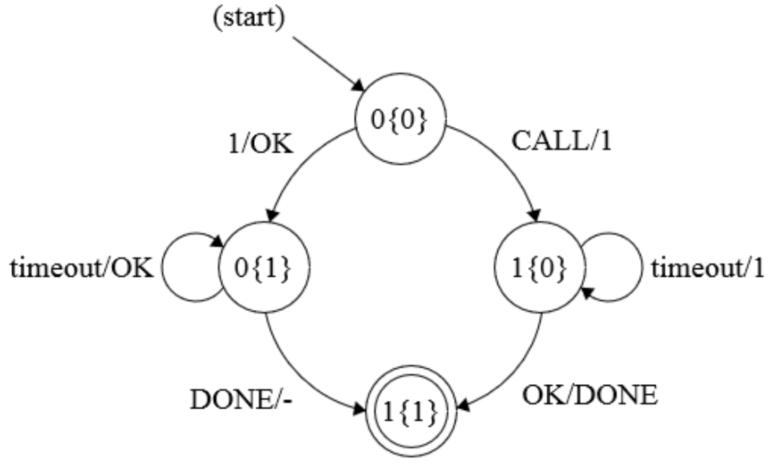 (start)
0{0}
1/OK
CALL/1
timeout/OK
0{1}
1{0}
timeout/1
DONE/-
1{1}
OK/DONE